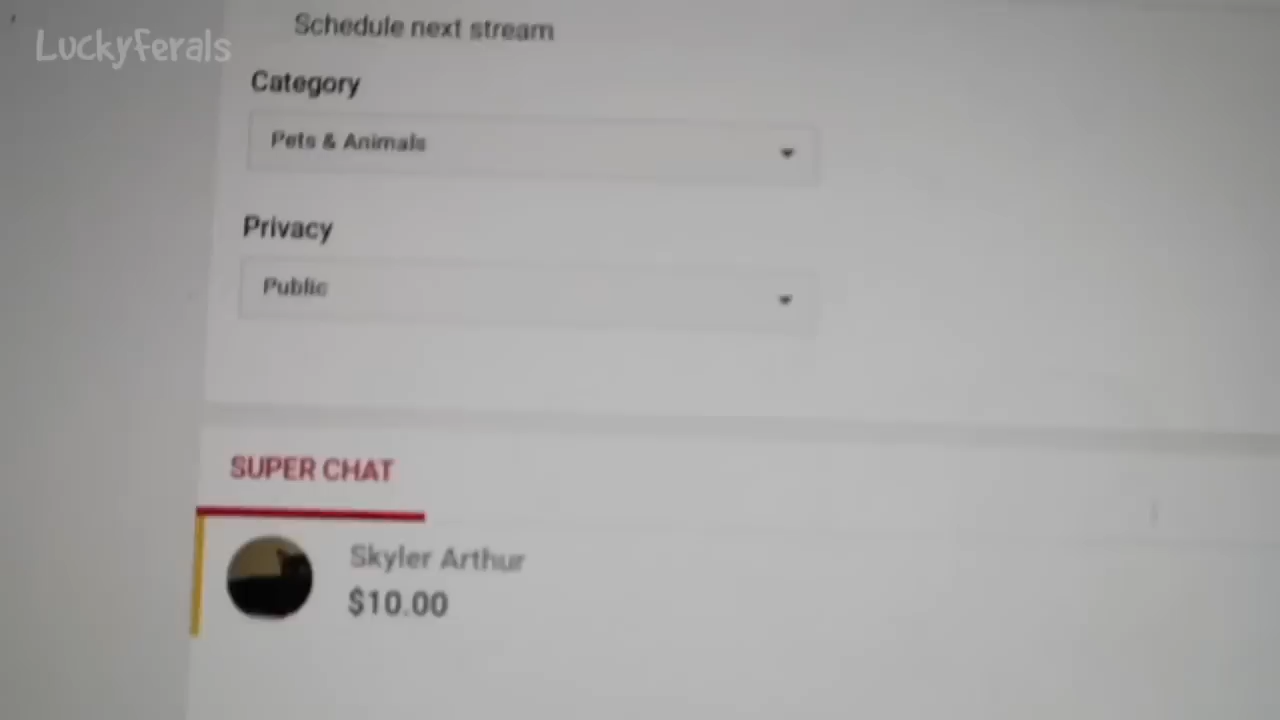 LuckyFerals
Schedule next stream
Category
Pets & Animals
Privacy
Public
SUPER CHAT
Skyler Arthur
$10.00